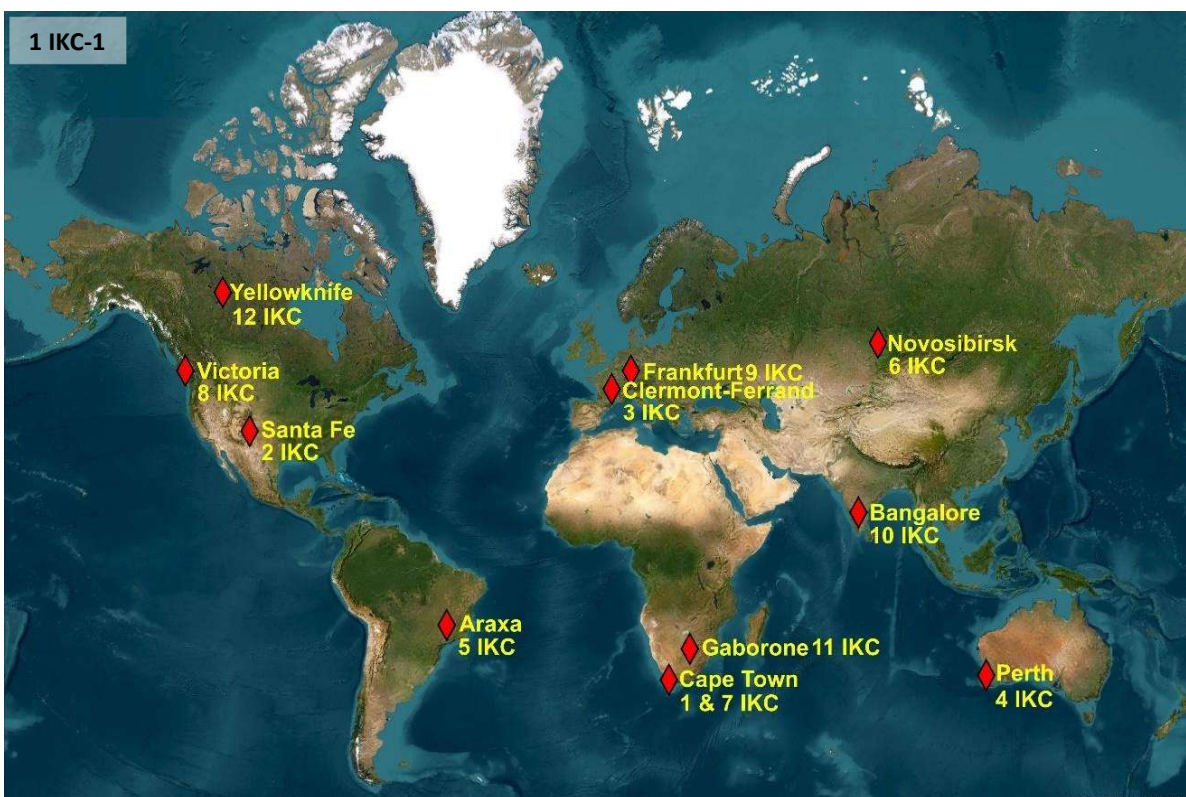 1 IKC-1
Yellowknife
12 IKC
Novosibirsk
6 IKC
Victoria
8 IKC
Frankfurt 9 IKC
Clermont-Ferrand
3 IKC
Santa Fe
2 IKC
Bangalore
10 IKC
Araxa
5 IKC
Gaborone 11 IKC
Cape Town
1 & 7 IKC
Perth
4 IKC